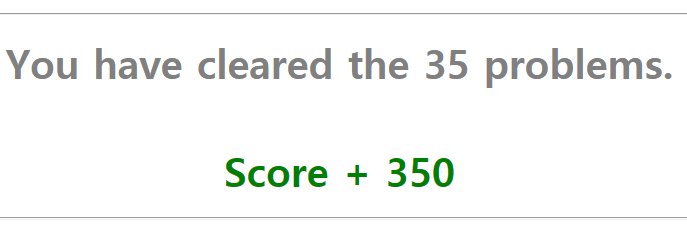 You have cleared the 35 problems.
Score + 350